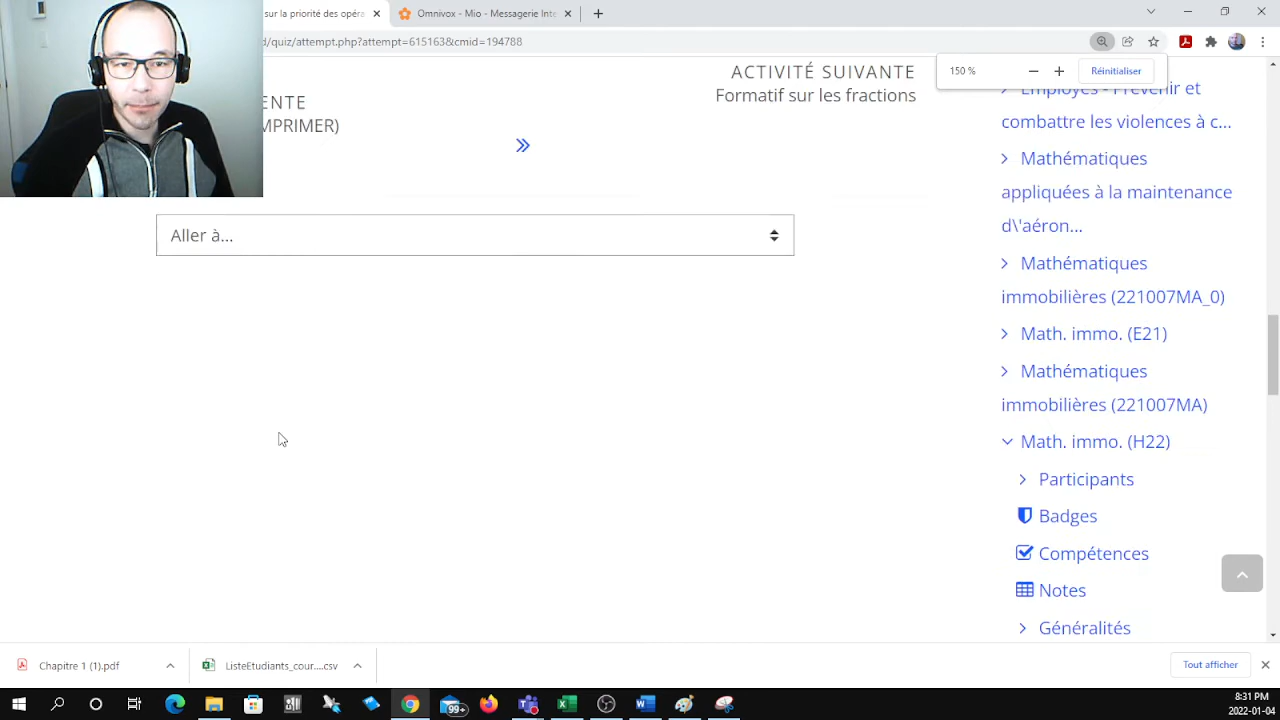 sur la priorité des opéra
Omnivox - Mio - Messagerie Inte
d/quiz/attempt.php?attempt=615163&cmid=194788
150 %
Réinitialiser
ENTE
MPRIMER)
ACTIVITÉ SUIVANTE
Formatif sur les fractions
Aller à...
Employés - Prévenir et
combattre les violences à c...
Mathématiques
appliquées à la maintenance
d\'aéron...
Mathématiques
immobilières (221007MA_0)
Math. immo. (E21)
Mathématiques
immobilières (221007MA)
Math. immo. (H22)
Participants
Badges
Compétences
Notes
Généralités
Chapitre 1 (1).pdf
ListeEtudiants_cour....csv
Tout afficher
99+
8:31 PM
2022-01-04